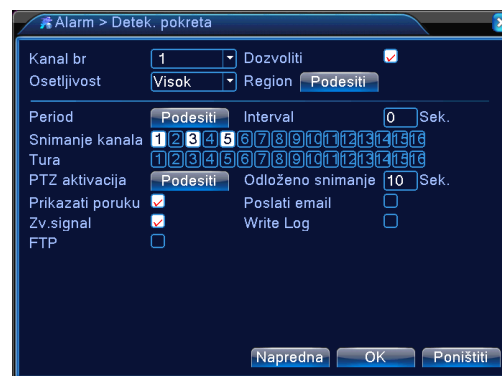 Alarm > Detek. pokreta
Kanal br 1 Dozvoliti
Osetljivost Visok Region Podesiti
Period Podesiti Interval 0 Sek.
Snimanje kanala 1 2 3 4 5 6 7 8 9 10 11 12 13 14 15 16
Tura 1 2 3 4 5 6 7 8 9 10 11 12 13 14 15 16
PTZ aktivacija Podesiti Odloženo snimanje 10 Sek.
Prikazati poruku Poslati email
Zv.signal Write Log
FTP
Napredna OK Poništiti